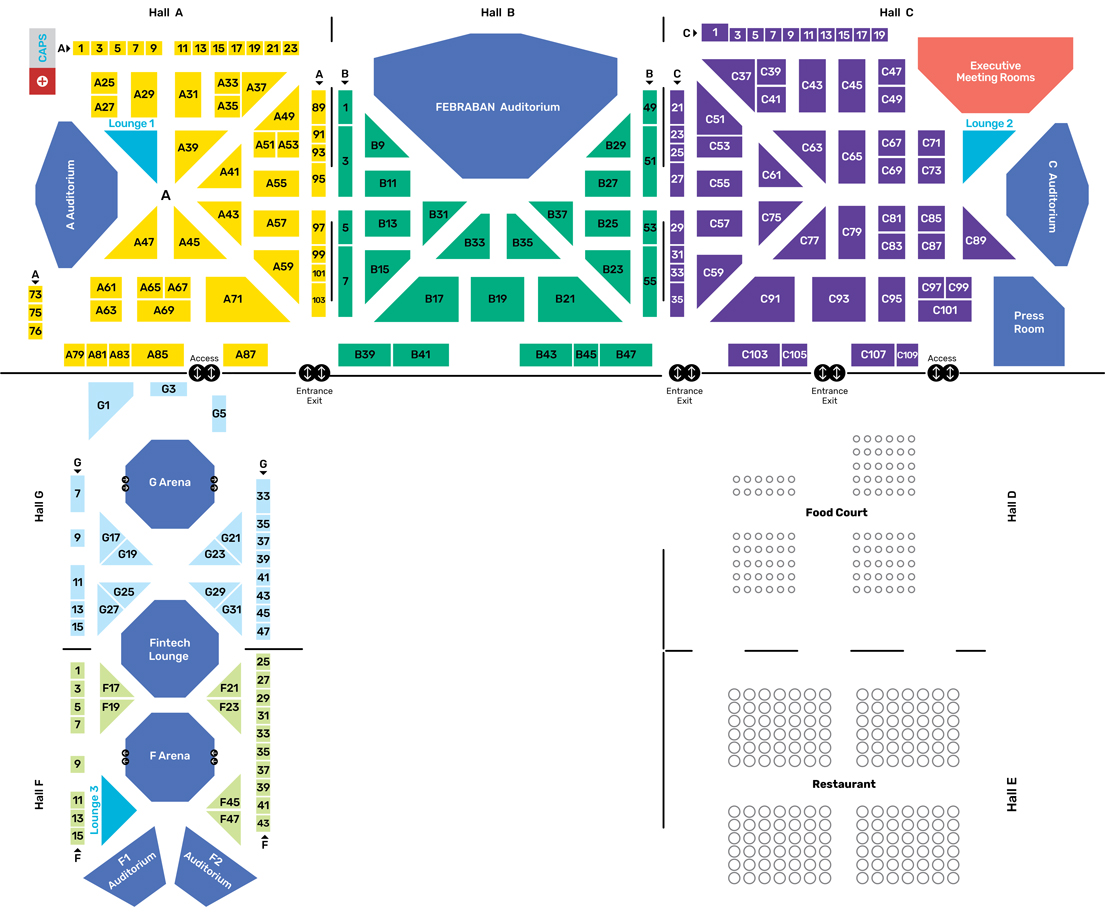 Hall A
Hall B
Hall C
CAPS
A
1 3 5 7 9 11 13 15 17 19 21 23
C
1 3 5 7 9 11 13 15 17 19
A25
A27
A29
A31
A33
A35
A37
A49
A39
A51 A53
A41
A55
A43
A57
A47
A45
A59
A61
A63
A65 A67
A69
A71
Lounge 1
A Auditorium
A
A
73
75
76
A79 A81 A83 A85
A87
Access
A
89
91
93
95
97
99
101
103
B
1
3
5
7
FEBRABAN Auditorium
B9
B11
B13
B15
B29
B27
B25
B23
B31
B33
B35
B37
B17
B19
B21
B39 B41
B43 B45 B47
B
49
51
53
55
C
21
23
25
27
29
31
33
35
C37
C39
C41
C43
C45
C47
C49
C51
C53
C55
C57
C59
C61
C63
C65
C67
C69
C71
C73
C75
C77
C79
C81
C83
C85
C87
C89
C91
C93
C95
C97 C99
C101
C103 C105
C107 C109
Executive
Meeting Rooms
Lounge 2
C Auditorium
Press
Room
Access
Entrance
Exit
Entrance
Exit
Entrance
Exit
Hall G
G1
G3
G5
G Arena
G
7
9
11
13
15
G17
G19
G21
G23
G25
G27
G29
G31
G
33
35
37
39
41
43
45
47
Fintech
Lounge
Hall F
1
3
5
7
9
11
13
15
F
F17
F19
F21
F23
F Arena
F45
F47
Lounge 3
F1
Auditorium
F2
Auditorium
25
27
29
31
33
35
37
39
41
43
F
Food Court
Hall D
Restaurant
Hall E